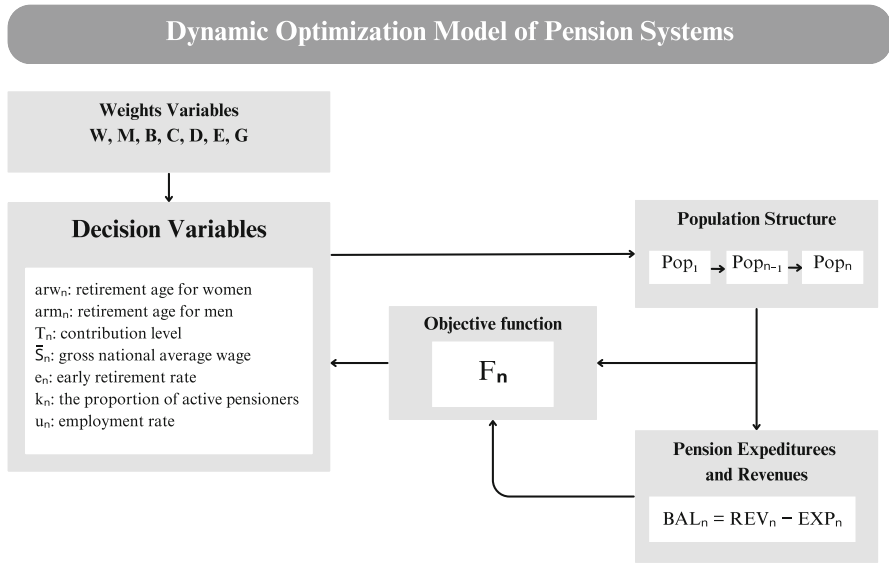 Dynamic Optimization Model of Pension Systems
Weights Variables
W, M, B, C, D, E, G
Decision Variables
arwₙ: retirement age for women
armₙ: retirement age for men
Tₙ: contribution level
S̄ₙ: gross national average wage
eₙ: early retirement rate
kₙ: the proportion of active pensioners
uₙ: employment rate
Objective function
Fₙ
Population Structure
Pop₁ Popₙ₋₁ Popₙ
Pension Expediturees
and Revenues
BALₙ = REVₙ − EXPₙ